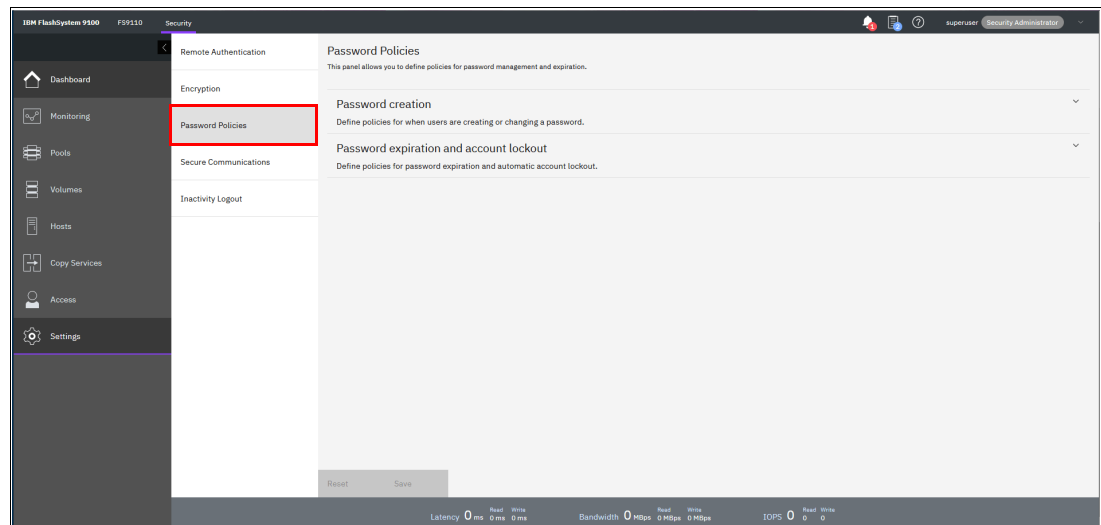 IBM FlashSystem 9100 FS9110 Security
1 2 superuser Security Administrator
Dashboard
Monitoring
Pools
Volumes
Hosts
Copy Services
Access
Settings
Remote Authentication
Encryption
Password Policies
Secure Communications
Inactivity Logout
Password Policies
This panel allows you to define policies for password management and expiration.
Password creation
Define policies for when users are creating or changing a password.
Password expiration and account lockout
Define policies for password expiration and automatic account lockout.
Reset Save
Read Write Read Write Read Write
Latency 0 ms 0 ms 0 ms Bandwidth 0 MBps 0 MBps 0 MBps IOPS 0 0 0